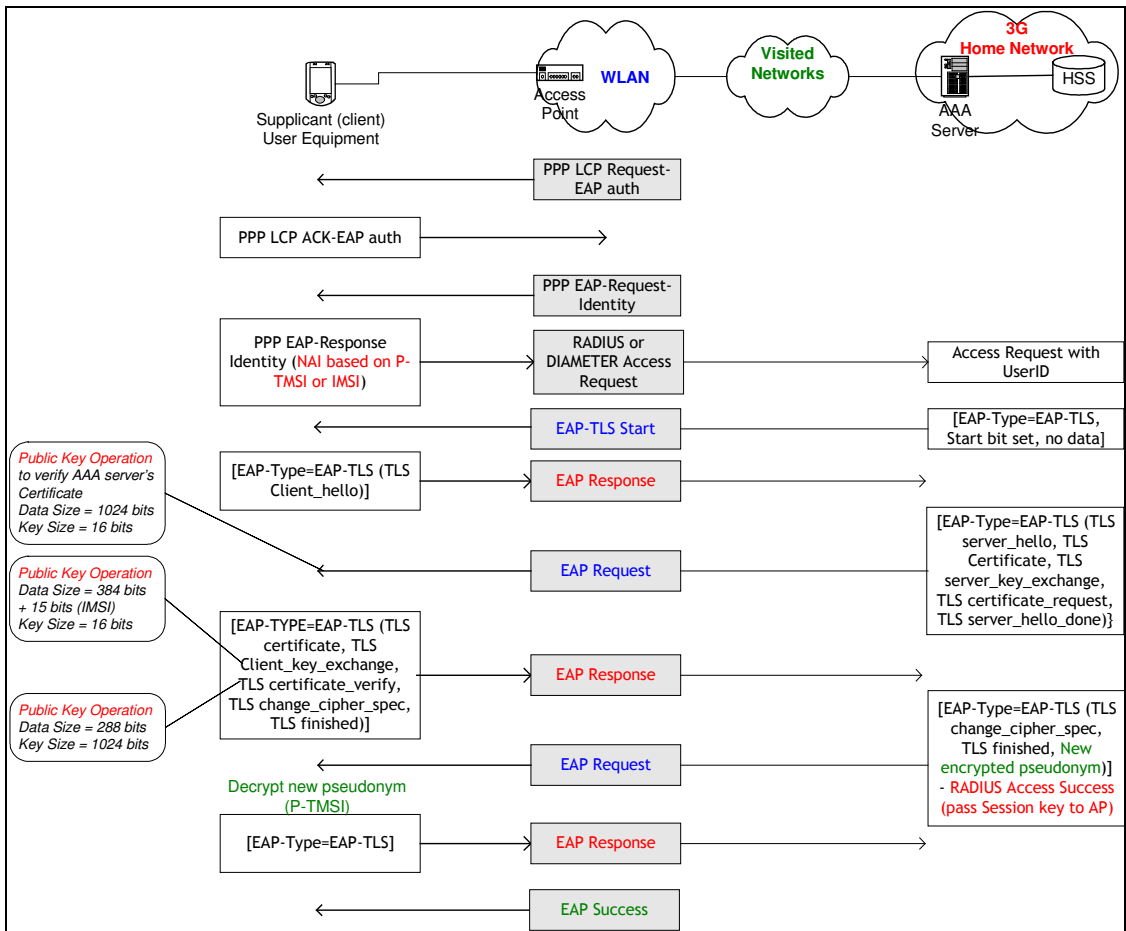 3G
Home Network
Visited
Networks
WLAN
HSS
Access
Point
AAA
Server
Supplicant (client)
User Equipment
PPP LCP Request-
EAP auth
PPP LCP ACK-EAP auth
PPP EAP-Request-
Identity
PPP EAP-Response
Identity (NAI based on P-
TMSI or IMSI)
RADIUS or
DIAMETER Access
Request
Access Request with
UserID
EAP-TLS Start
[EAP-Type=EAP-TLS,
Start bit set, no data]
Public Key Operation
to verify AAA server's
Certificate
Data Size = 1024 bits
Key Size = 16 bits
[EAP-Type=EAP-TLS (TLS
Client_hello)]
EAP Response
[EAP-Type=EAP-TLS (TLS
server_hello, TLS
Certificate, TLS
server_key_exchange,
TLS certificate_request,
TLS server_hello_done)}
EAP Request
Public Key Operation
Data Size = 384 bits
+ 15 bits (IMSI)
Key Size = 16 bits
[EAP-TYPE=EAP-TLS (TLS
certificate, TLS
Client_key_exchange,
TLS certificate_verify,
TLS change_cipher_spec,
TLS finished)]
EAP Response
Public Key Operation
Data Size = 288 bits
Key Size = 1024 bits
[EAP-Type=EAP-TLS (TLS
change_cipher_spec,
TLS finished, New
encrypted pseudonym)]
- RADIUS Access Success
(pass Session key to AP)
EAP Request
Decrypt new pseudonym
(P-TMSI)
[EAP-Type=EAP-TLS]
EAP Response
EAP Success